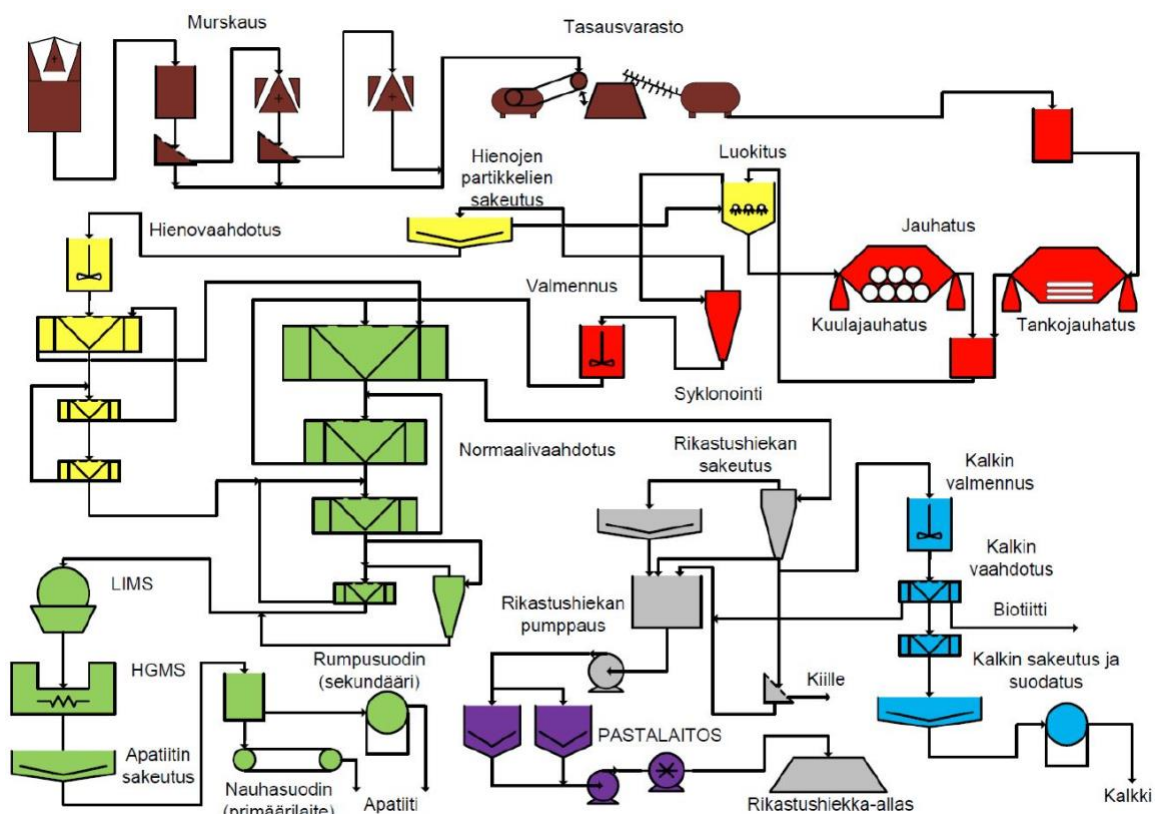 Murskaus
Tasausvarasto
Hienojen
partikkelien
sakeutus
Luokitus
Hienovaahdotus
Jauhatus
Valmennus
Kuulajauhatus
Tankojauhatus
Syklonointi
Normaalivaahdotus
Rikastushiekan
sakeutus
Kalkin
valmennus
LIMS
Kalkin
vaahdotus
Rikastushiekan
pumppaus
Biotiitti
HGMS
Rumpusuodin
(sekundääri)
Kiille
Kalkin sakeutus ja
suodatus
Apatiitin
sakeutus
PASTALAITOS
Nauhasuodin
(primäärilaite)
Apatiiti
Rikastushiekka-allas
Kalkki